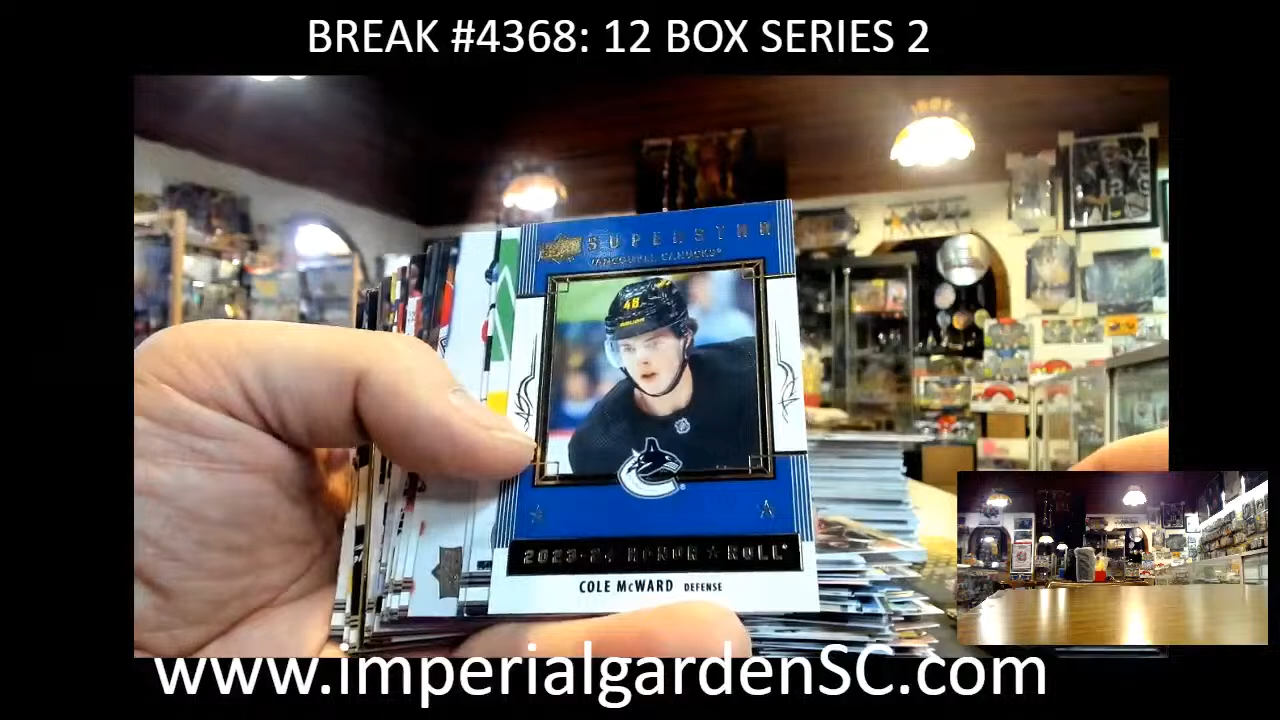 BREAK #4368: 12 BOX SERIES 2
SUPERSTAR
VANCOUVER CANUCKS
48
2023-24 HONOR ★ ROLL
COLE McWARD DEFENSE
www.imperialgardenSC.com